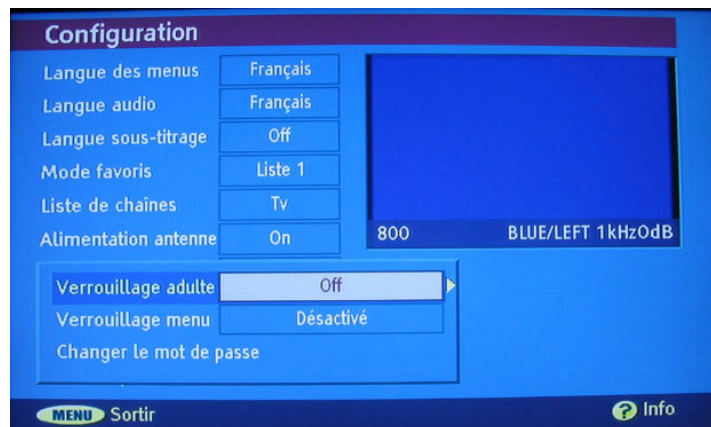 Configuration
Langue des menus Français
Langue audio Français
Langue sous-titrage Off
Mode favoris Liste 1
Liste de chaînes Tv
Alimentation antenne On
800 BLUE/LEFT 1kHz0dB
Verrouillage adulte Off
Verrouillage menu Désactivé
Changer le mot de passe
MENU Sortir
? Info